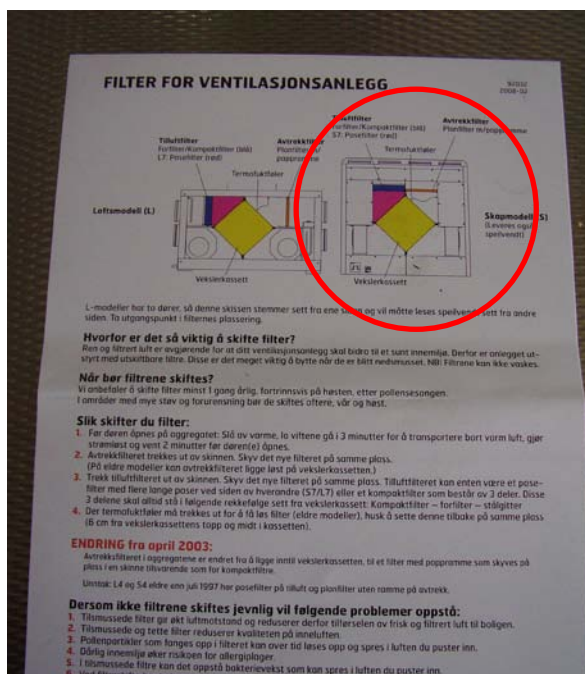 FILTER FOR VENTILASJONSANLEGG
Tilluftfilter
Forfilter/Kompaktfilter (blå)
L7: Posefilter (rød)
Avtrekkfilter
Planfilter m/
pappramme
Termofuktføler
Loftsmodell (L)
Vekslerkassett
Tilluftfilter
Forfilter/Kompaktfilter (blå)
S7: Posefilter (rød)
Avtrekkfilter
Planfilter m/pappramme
Termofuktføler
Skapmodell (S)
(Leveres også
speilvendt)
Vekslerkassett
L-modeller har to dører, så denne skissen stemmer sett fra ene siden og vil måtte leses speilvendt sett fra andre
siden. Ta utgangspunkt i filternes plassering.
Hvorfor er det så viktig å skifte filter?
Ren og filtrert luft er avgjørende for at ditt ventilasjonsanlegg skal bidra til et sunt innemiljø. Derfor er anlegget ut-
styrt med utskiftbare filtre. Disse er det meget viktig å bytte når de er blitt nedsmusset. NB: Filtrene kan ikke vaskes.
Når bør filtrene skiftes?
Vi anbefaler å skifte filter minst 1 gang årlig, fortrinnsvis på høsten, etter pollensesongen.
I områder med mye støv og forurensning bør de skiftes oftere, vår og høst.
Slik skifter du filter:
1. Før døren åpnes på aggregatet: Slå av varme, la viftene gå i 3 minutter for å transportere bort varm luft, gjør
strømløst og vent 2 minutter før døren(e) åpnes.
2. Avtrekkfilteret trekkes ut av skinnen. Skyv det nye filteret på samme plass.
(På eldre modeller kan avtrekkfilteret ligge løst på vekslerkassetten.)
3. Trekk tilluftfilteret ut av skinnen. Skyv det nye filteret på samme plass. Tilluftfilteret kan enten være et pose-
filter med flere lange poser ved siden av hverandre (S7/L7) eller et kompaktfilter som består av 3 deler. Disse
3 delene skal alltid stå i følgende rekkefølge sett fra vekslerkassett: Kompaktfilter – forfilter – stålgitter
4. Der termofuktføler må trekkes ut for å få løs filter (eldre modeller), husk å sette denne tilbake på samme plass
(6 cm fra vekslerkassettens topp og midt i kassetten).
ENDRING fra april 2003:
Avtrekksfilteret i aggregatene er endret fra å ligge inntil vekslerkassetten, til et filter med pappramme som skyves på
plass i en skinne tilsvarende som for kompaktfiltre.
Unntak: L4 og S4 eldre enn juli 1997 har posefilter på tilluft og planfilter uten ramme på avtrekk.
Dersom ikke filtrene skiftes jevnlig vil følgende problemer oppstå:
1. Tilsmussede filter gir økt luftmotstand og reduserer derfor tilførselen av frisk og filtrert luft til boligen.
2. Tilsmussede og tette filter reduserer kvaliteten på inneluften.
3. Pollenpartikler som fanges opp i filteret kan over tid løses opp og spres i luften du puster inn.
4. Dårlig innemiljø øker risikoen for allergiplager.
5. I tilsmussede filtre kan det oppstå bakterievekst som kan spres i luften du puster inn.